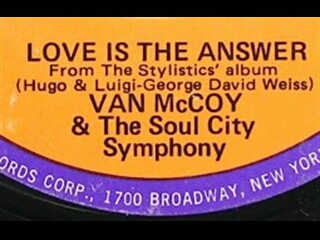 LOVE IS THE ANSWER
From The Stylistics' album
(Hugo & Luigi-George David Weiss)
VAN McCOY
& The Soul City
Symphony
ORDS CORP., 1700 BROADWAY, NEW YOR